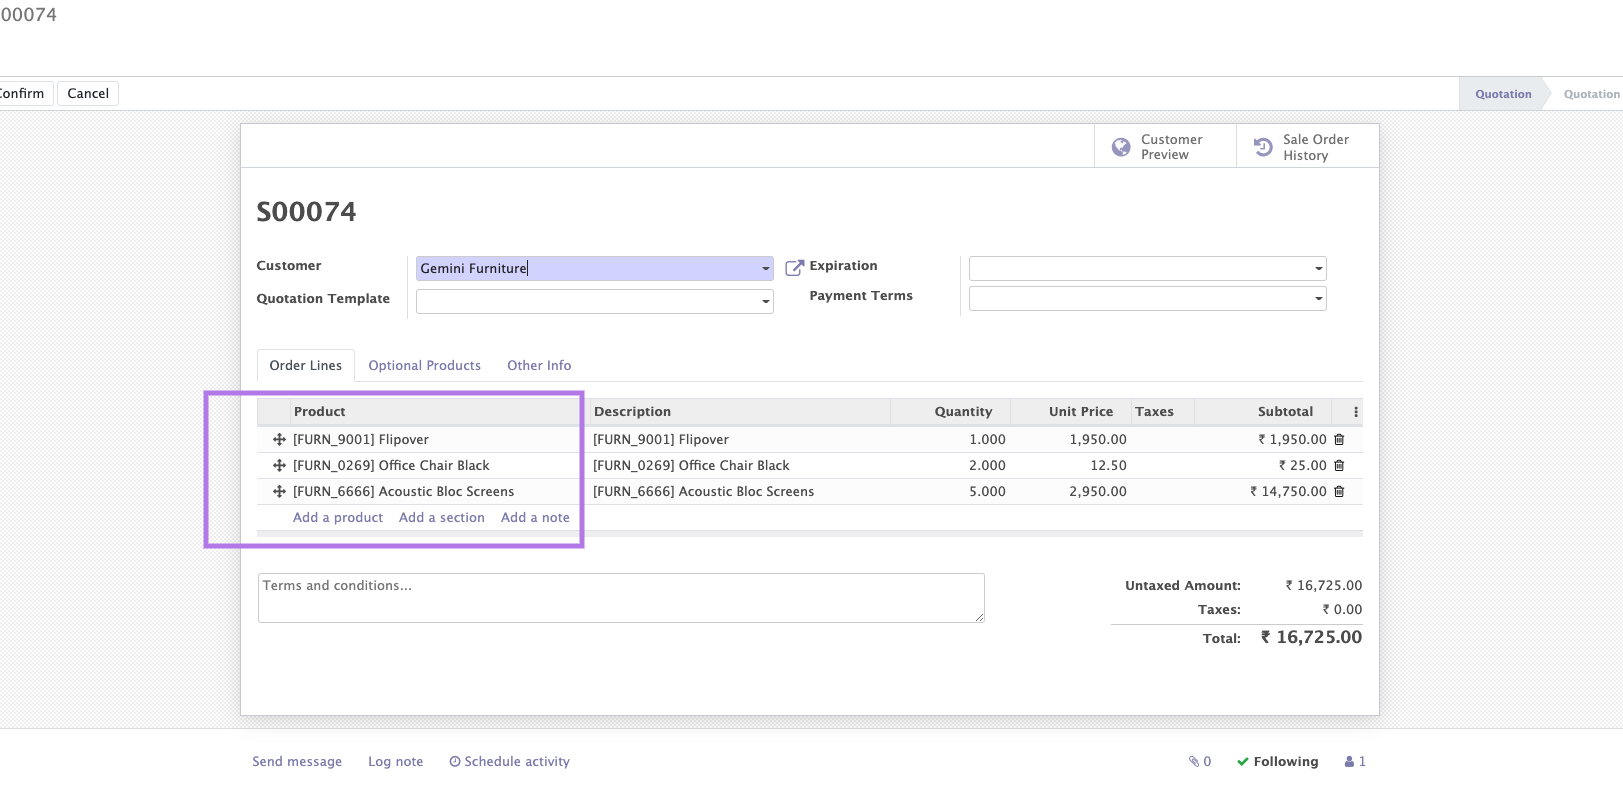 00074
Confirm Cancel Quotation Quotation
Customer Preview Sale Order History
S00074
Customer Gemini Furniture Expiration
Quotation Template Payment Terms
Order Lines Optional Products Other Info
Product Description Quantity Unit Price Taxes Subtotal
[FURN_9001] Flipover [FURN_9001] Flipover 1.000 1,950.00 ₹ 1,950.00
[FURN_0269] Office Chair Black [FURN_0269] Office Chair Black 2.000 12.50 ₹ 25.00
[FURN_6666] Acoustic Bloc Screens [FURN_6666] Acoustic Bloc Screens 5.000 2,950.00 ₹ 14,750.00
Add a product Add a section Add a note
Terms and conditions... Untaxed Amount: ₹ 16,725.00
Taxes: ₹ 0.00
Total: ₹ 16,725.00
Send message Log note Schedule activity 0 Following 1